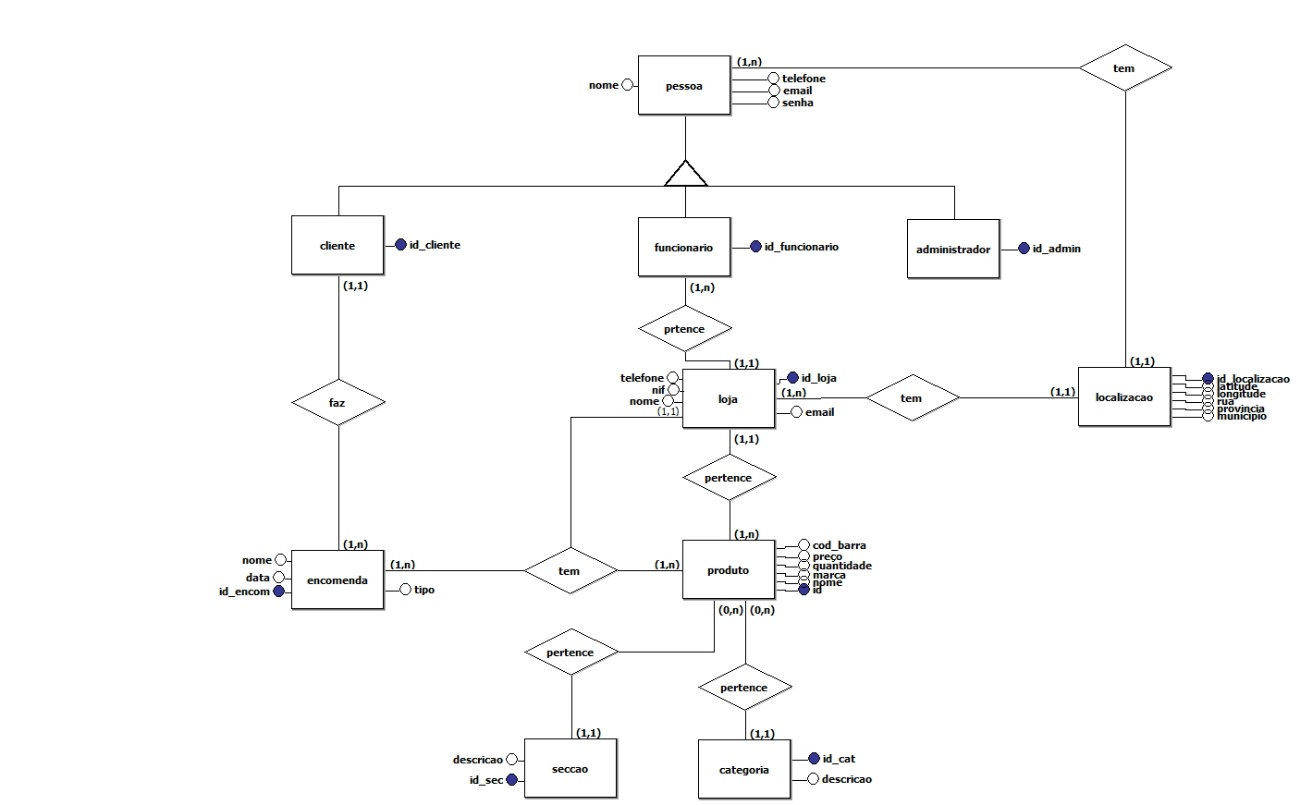 (1,n)
tem
nome
pessoa
telefone
email
senha
cliente
id_cliente
funcionario
id_funcionario
administrador
id_admin
(1,1)
(1,n)
prtence
(1,1)
(1,1)
telefone
nif
nome
(1,1)
loja
id_loja
(1,n)
email
tem
(1,1)
localizacao
id_localizacao
latitude
longitude
rua
provincia
municipio
faz
(1,1)
pertence
(1,n)
(1,n)
nome
data
id_encom
encomenda
(1,n)
tipo
tem
(1,n)
produto
cod_barra
preço
quantidade
marca
nome
id
(0,n)
(0,n)
pertence
pertence
(1,1)
(1,1)
descricao
id_sec
seccao
categoria
id_cat
descricao